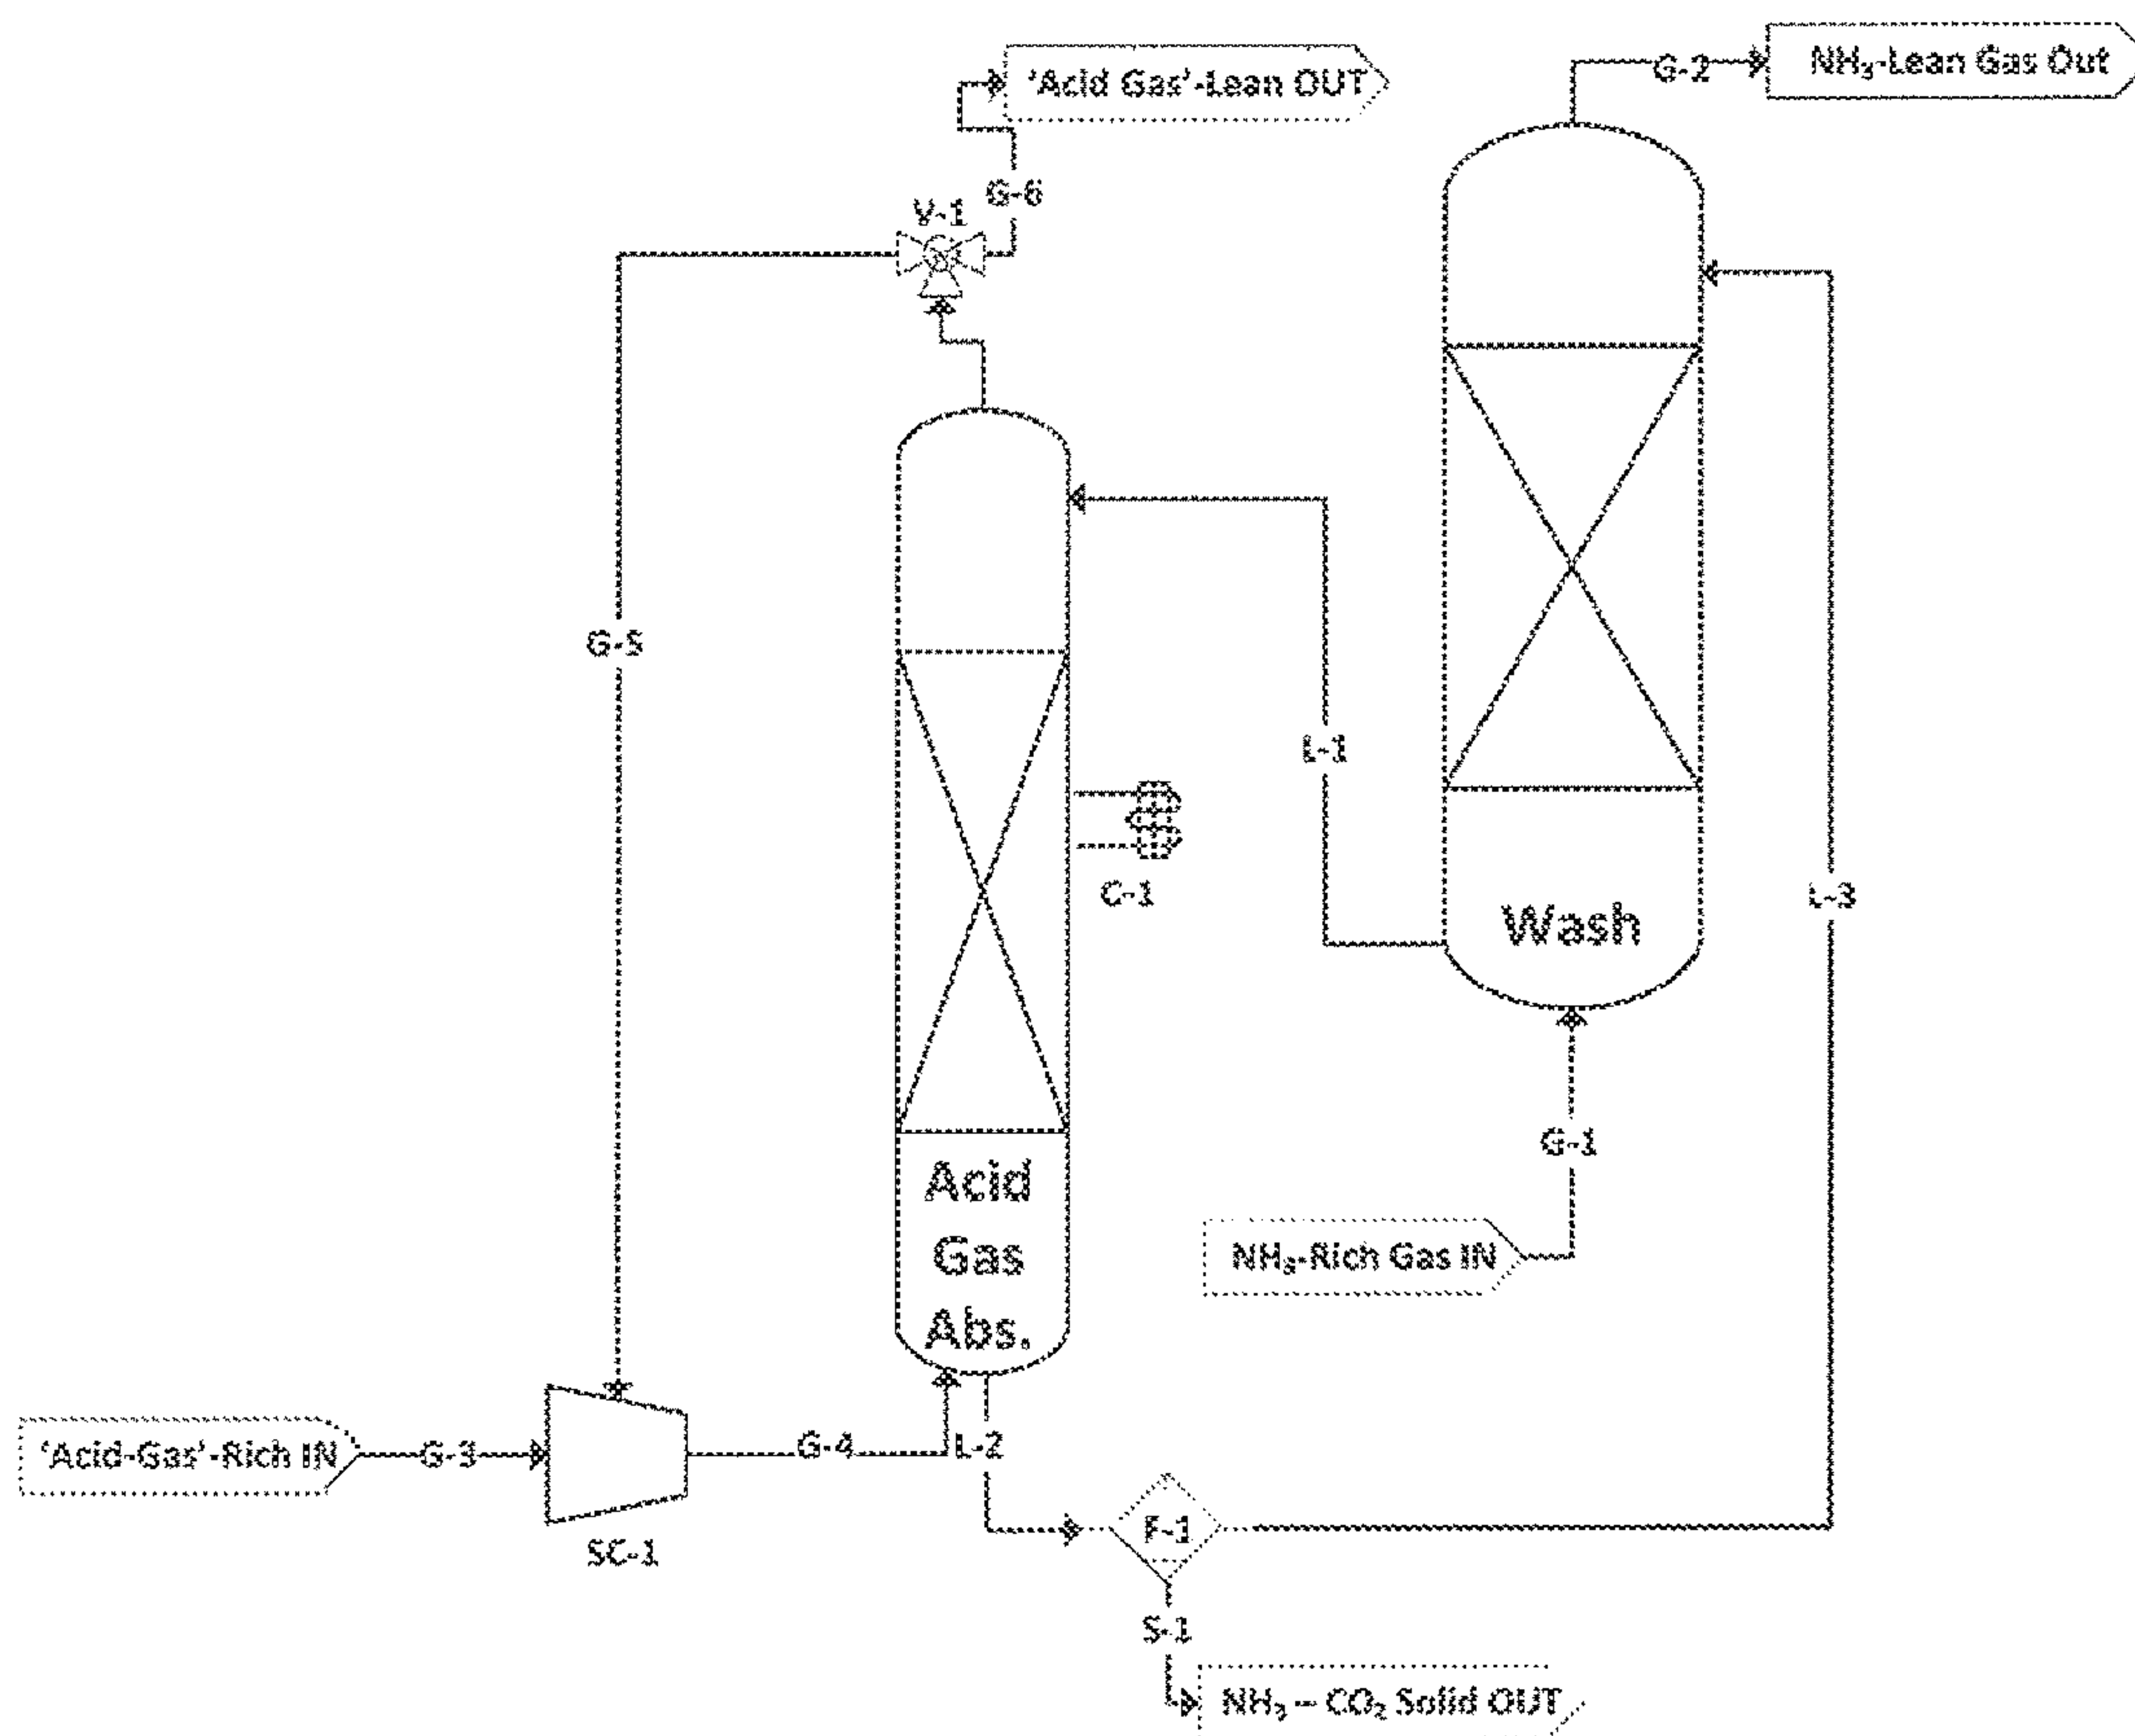 'Acid Gas'-Lean OUT
G-2
NH₃-Lean Gas Out
G-6
V-1
G-5
L-1
C-1
L-3
Wash
G-1
Acid
Gas
Abs.
NH₃-Rich Gas IN
'Acid-Gas'-Rich IN
G-3
G-4
L-2
SC-1
F-1
S-1
NH₃ – CO₂ Solid OUT